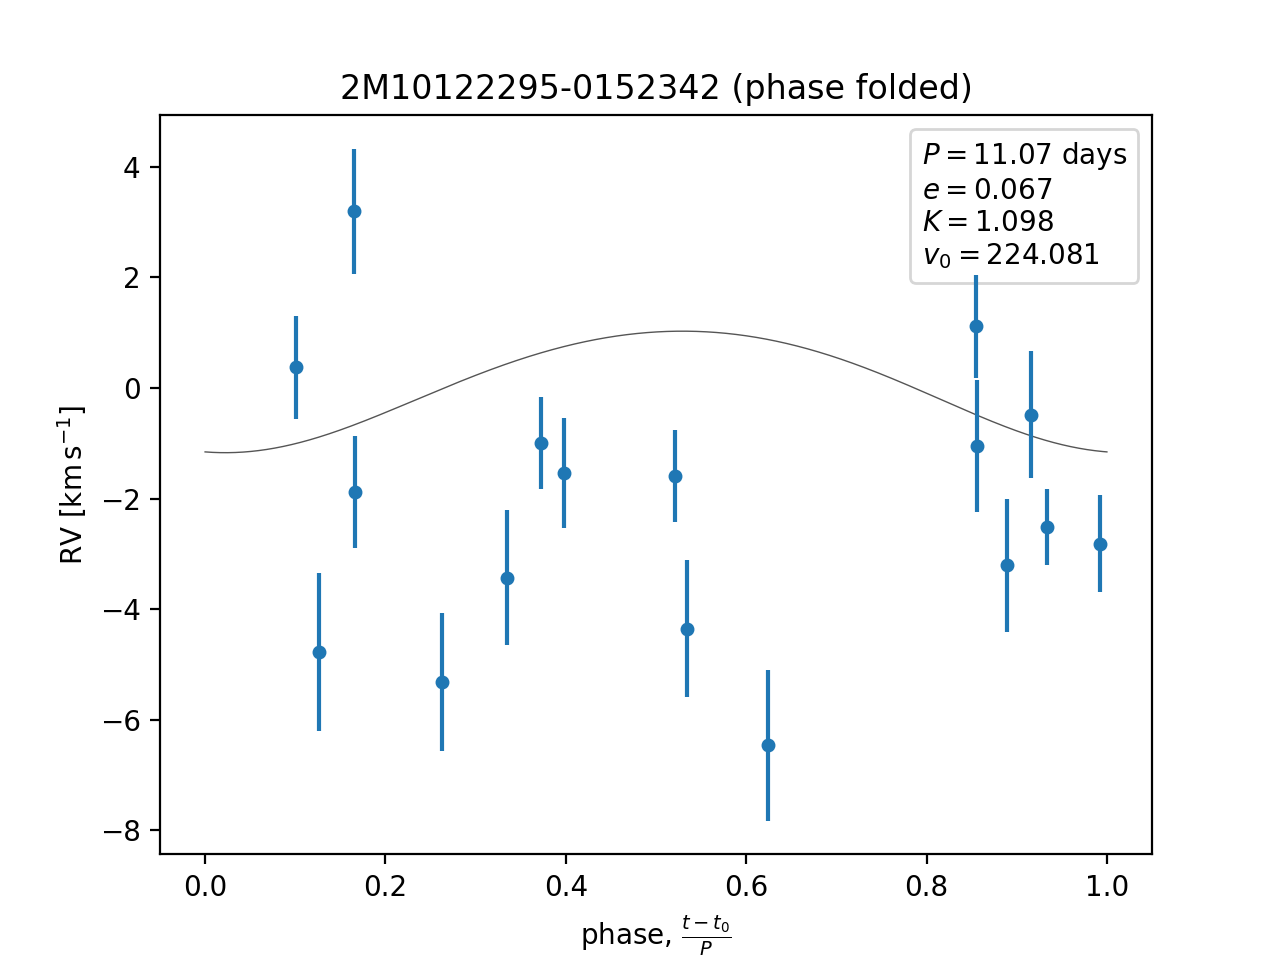 2M10122295-0152342 (phase folded)
P = 11.07 days
e = 0.067
K = 1.098
v₀ = 224.081
4
2
0
−2
−4
−6
−8
RV [km s⁻¹]
0.0 0.2 0.4 0.6 0.8 1.0
phase, (t − t₀)/P